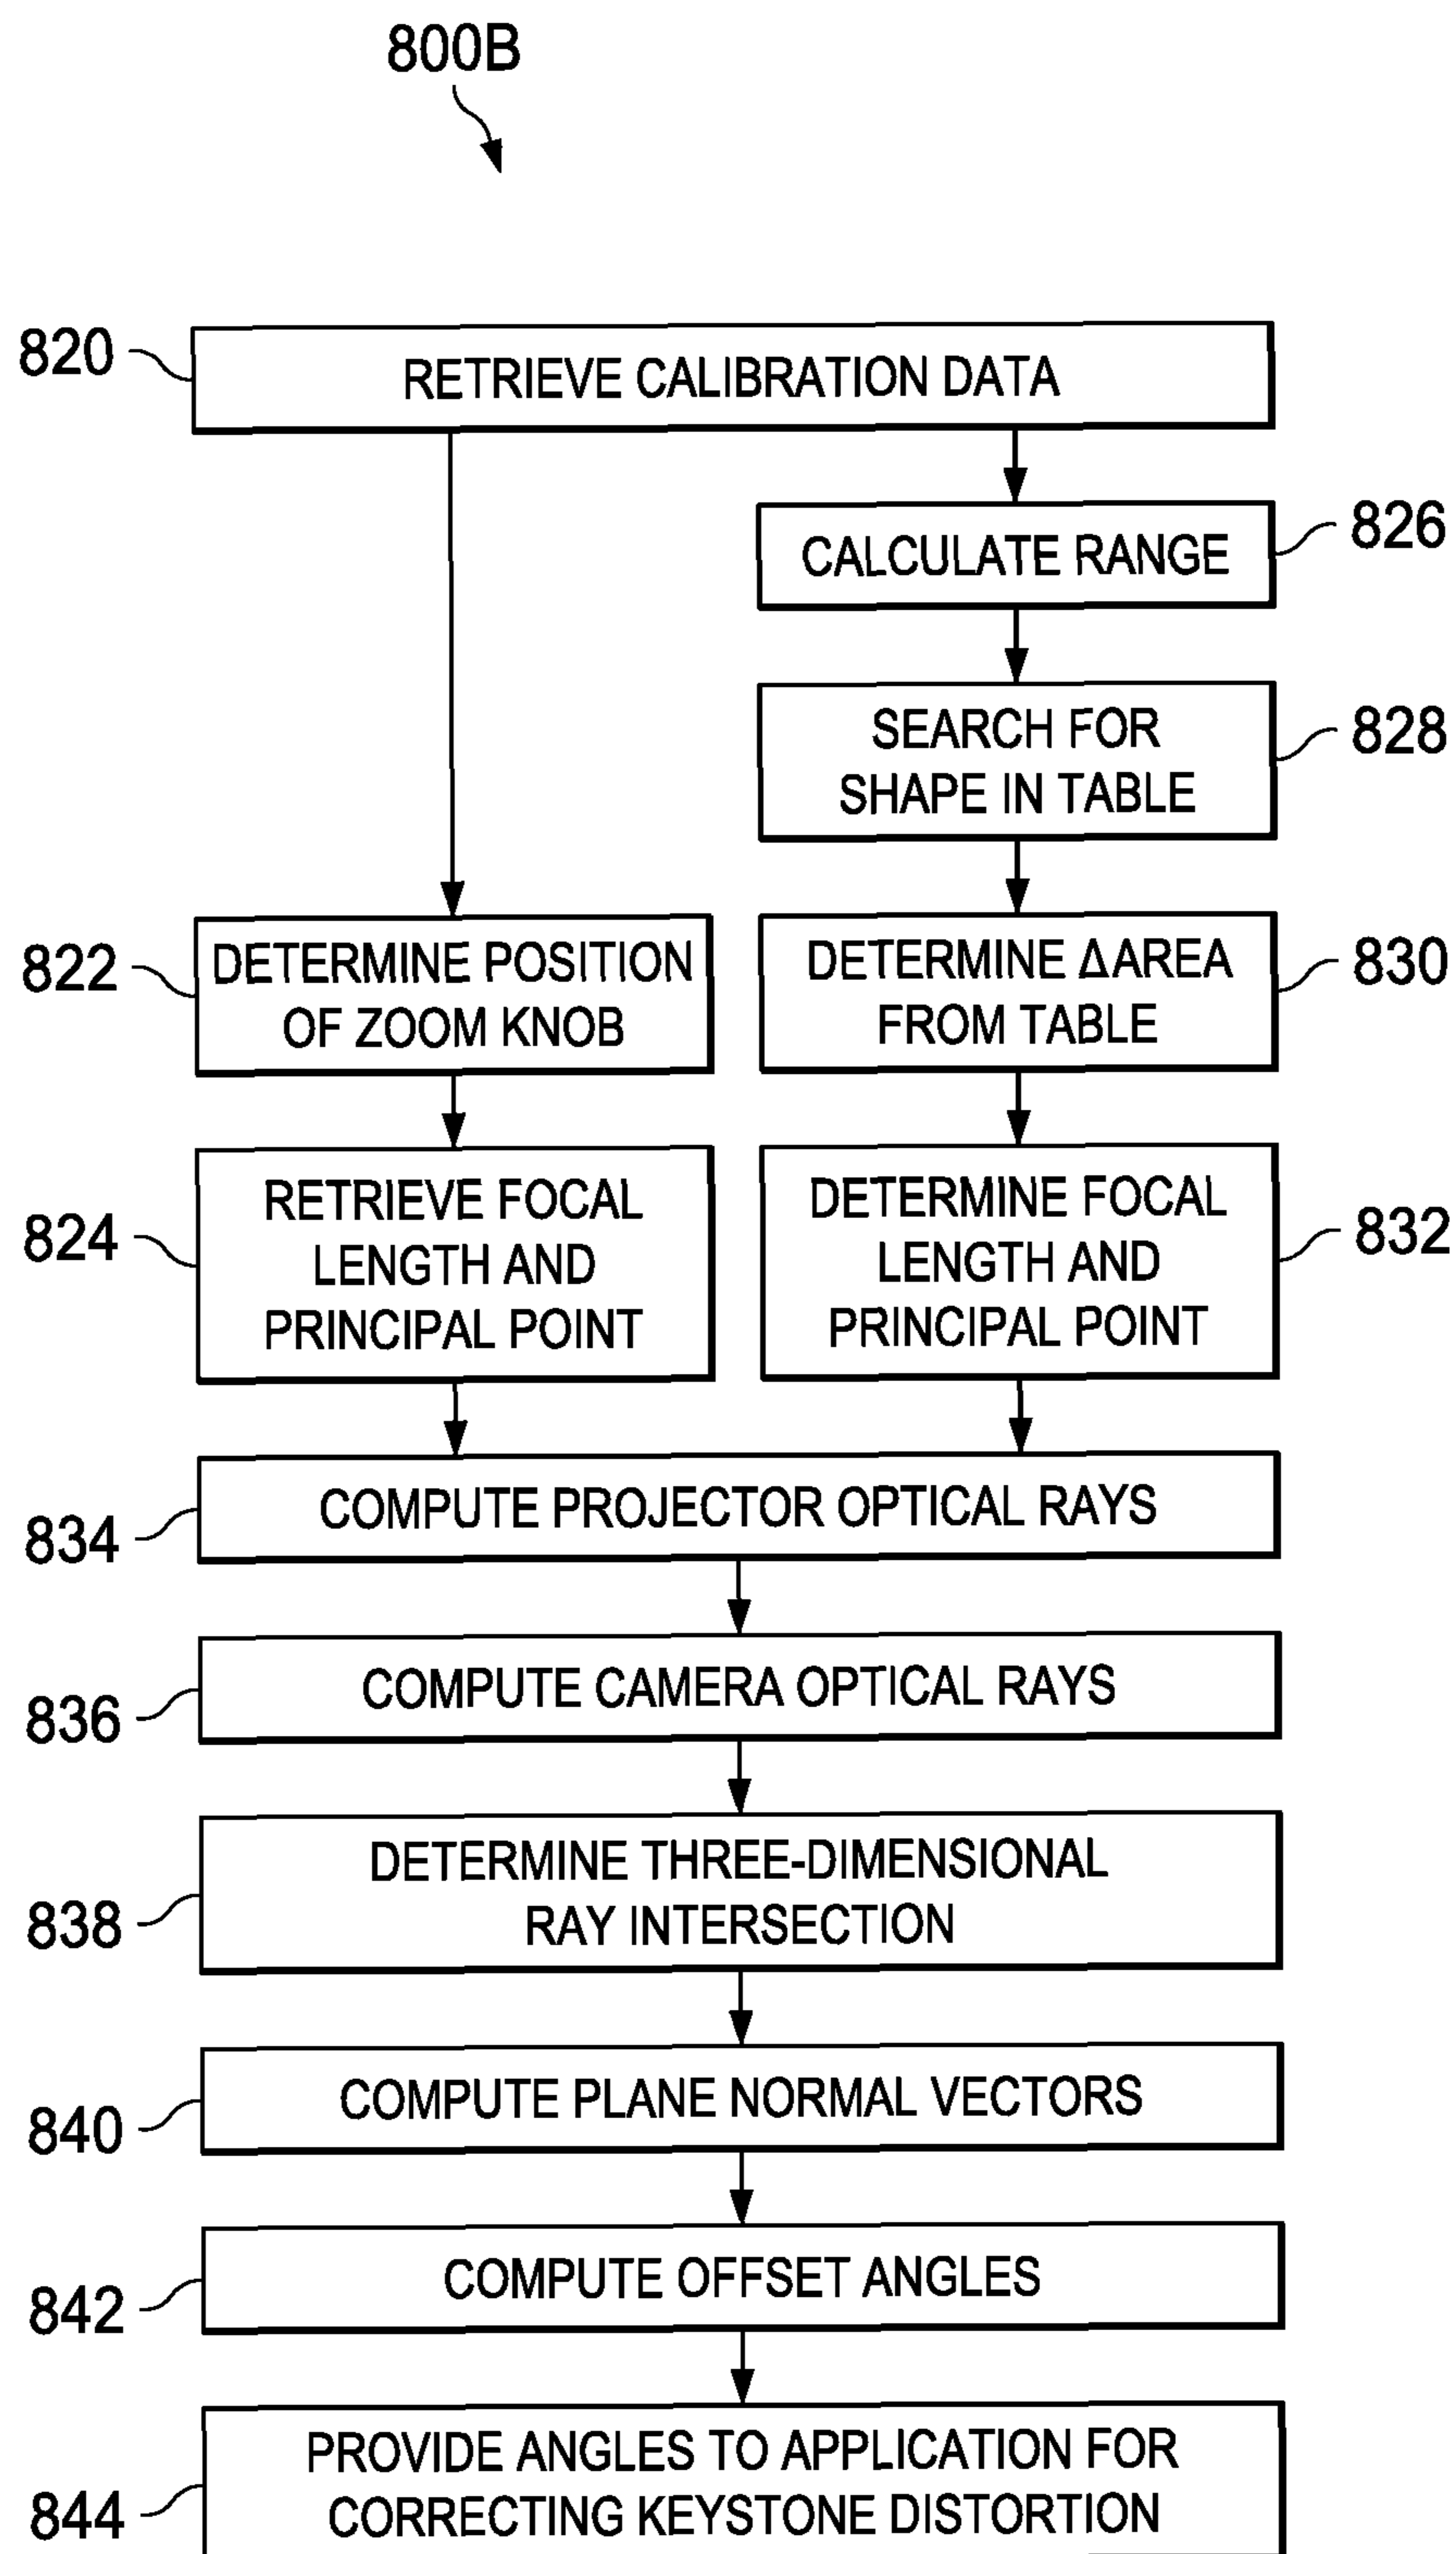 800B
820
RETRIEVE CALIBRATION DATA
826
CALCULATE RANGE
828
SEARCH FOR
SHAPE IN TABLE
822
DETERMINE POSITION
OF ZOOM KNOB
830
DETERMINE ΔAREA
FROM TABLE
824
RETRIEVE FOCAL
LENGTH AND
PRINCIPAL POINT
832
DETERMINE FOCAL
LENGTH AND
PRINCIPAL POINT
834
COMPUTE PROJECTOR OPTICAL RAYS
836
COMPUTE CAMERA OPTICAL RAYS
838
DETERMINE THREE-DIMENSIONAL
RAY INTERSECTION
840
COMPUTE PLANE NORMAL VECTORS
842
COMPUTE OFFSET ANGLES
844
PROVIDE ANGLES TO APPLICATION FOR
CORRECTING KEYSTONE DISTORTION